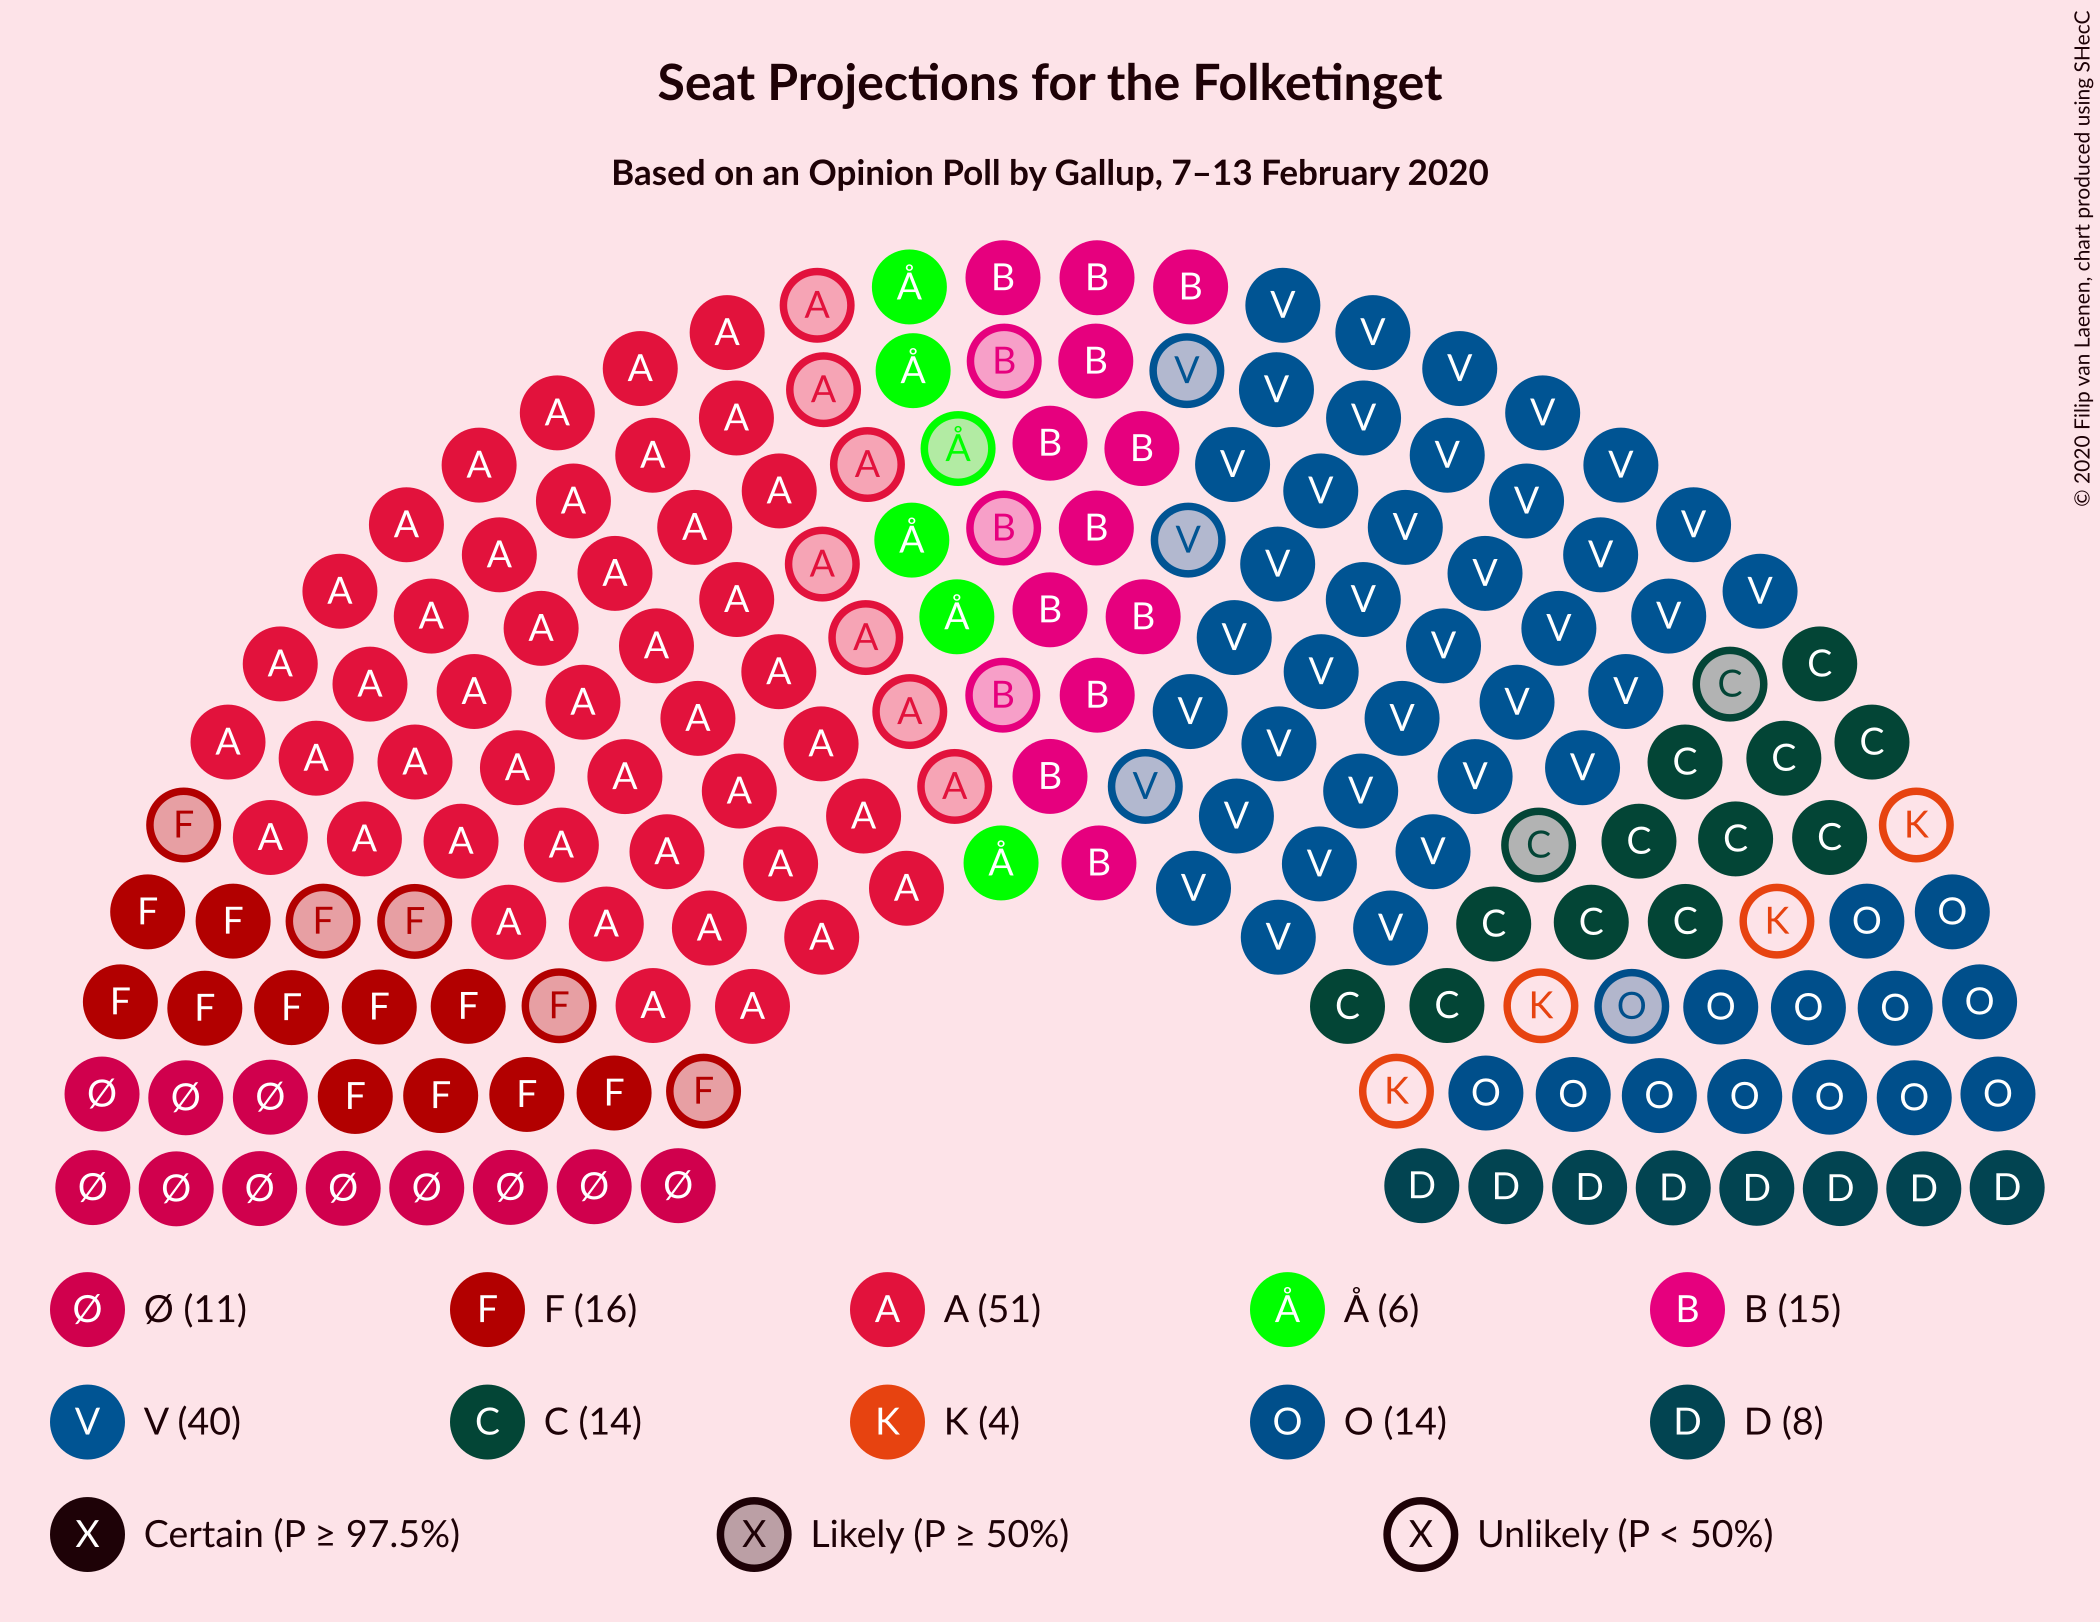 Seat Projections for the Folketinget
Based on an Opinion Poll by Gallup, 7–13 February 2020
© 2020 Filip van Laenen, chart produced using SHecC
B B
Å B
A V
A V
Å B B
A V
A B B V
A Å V V
A V
A A V V
A B B V
A A Å V V
A A V V
A A V V
A B B V
A A A Å V V V
A A V V
A A A V V V
A A V V
A A B B V V
A A A V V V
A A V V
A A A V V C
A A A B B V V V
A A A V V C
A A A V V V
A A A V V C
A A A A A B V V V C C C
A A A V V V
F A A A A A V C C C C K
A A Å B V V
A A V V
F F F F A A A V C C C K O O
A V
F F F F F F A A C C K O O O O O
Ø Ø Ø F F F F F K O O O O O O O
Ø Ø Ø Ø Ø Ø Ø Ø D D D D D D D D
Ø Ø (11) F F (16) A A (51) Å Å (6) B B (15)
V V (40) C C (14) K K (4) O O (14) D D (8)
X Certain (P ≥ 97.5%) X Likely (P ≥ 50%) X Unlikely (P < 50%)